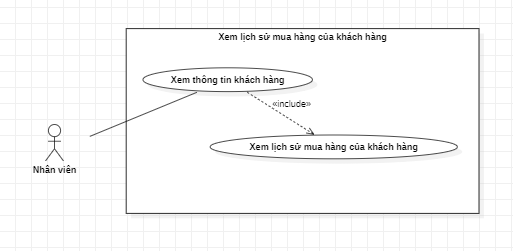 Xem lịch sử mua hàng của khách hàng
Xem thông tin khách hàng
«include»
Xem lịch sử mua hàng của khách hàng
Nhân viên